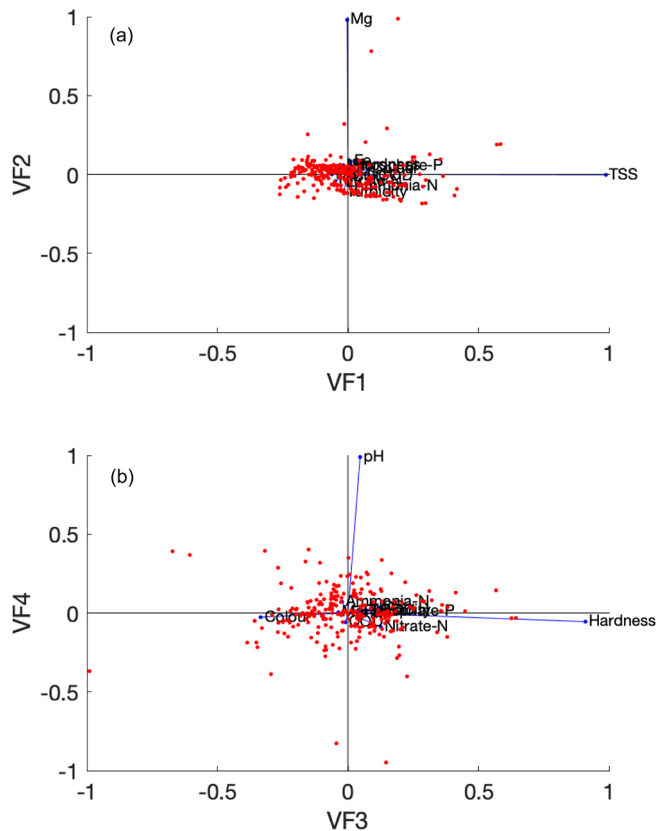 (a)
1
0.5
0
-0.5
-1
VF2
Mg
TSS
Ammonia-N
-1
-0.5
0
0.5
1
VF1
(b)
1
0.5
0
-0.5
-1
VF4
pH
Ammonia-N
Colour
Hardness
Nitrate-N
-1
-0.5
0
0.5
1
VF3